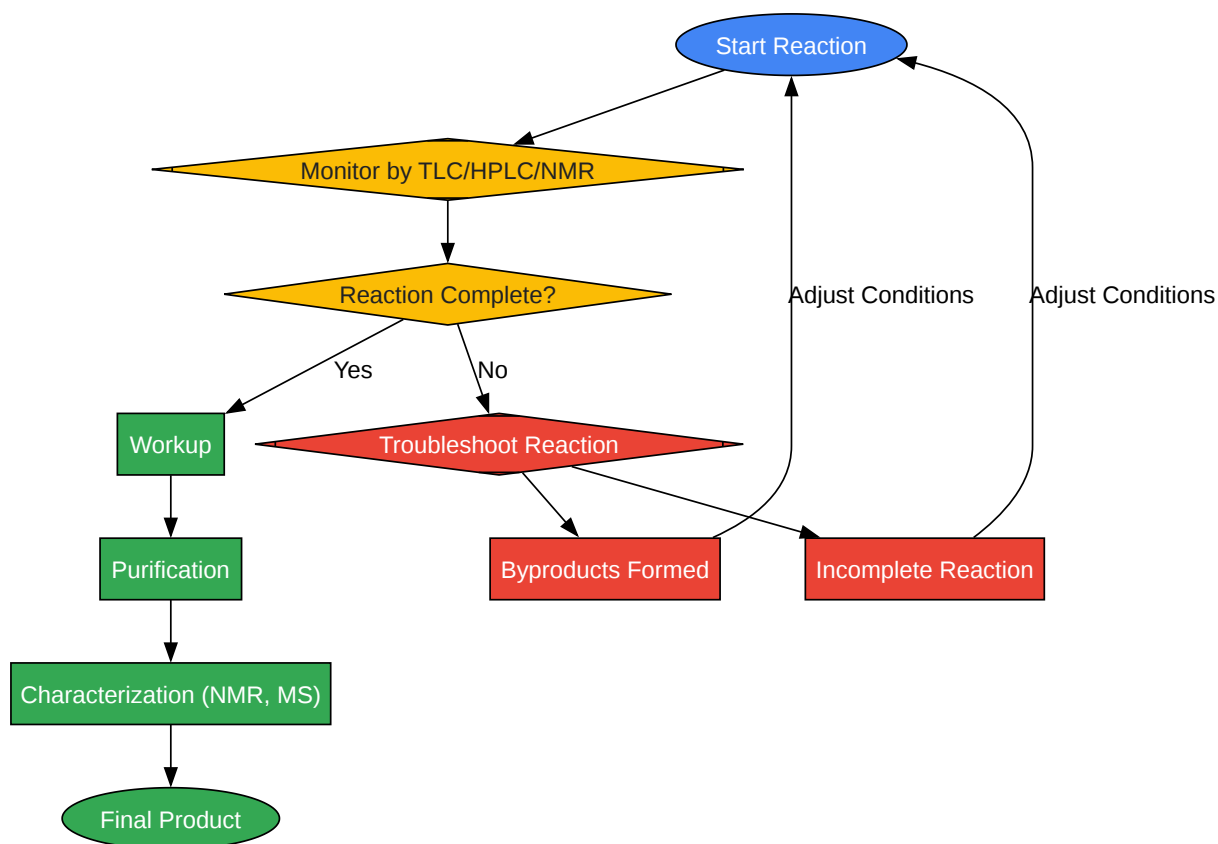 Start Reaction
Monitor by TLC/HPLC/NMR
Reaction Complete?
Adjust Conditions
Adjust Conditions
Yes
No
Workup
Troubleshoot Reaction
Purification
Byproducts Formed
Incomplete Reaction
Characterization (NMR, MS)
Final Product